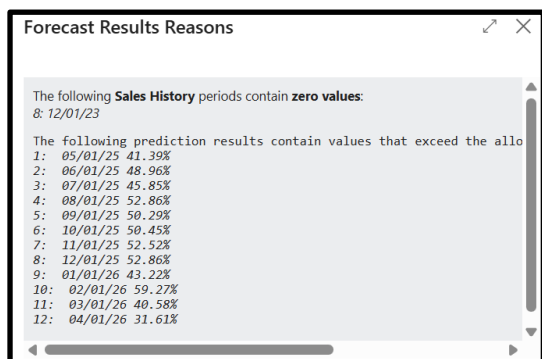 Forecast Results Reasons
The following Sales History periods contain zero values:
8: 12/01/23
The following prediction results contain values that exceed the allo
1: 05/01/25 41.39%
2: 06/01/25 48.96%
3: 07/01/25 45.85%
4: 08/01/25 52.86%
5: 09/01/25 50.29%
6: 10/01/25 50.45%
7: 11/01/25 52.52%
8: 12/01/25 52.86%
9: 01/01/26 43.22%
10: 02/01/26 59.27%
11: 03/01/26 40.58%
12: 04/01/26 31.61%